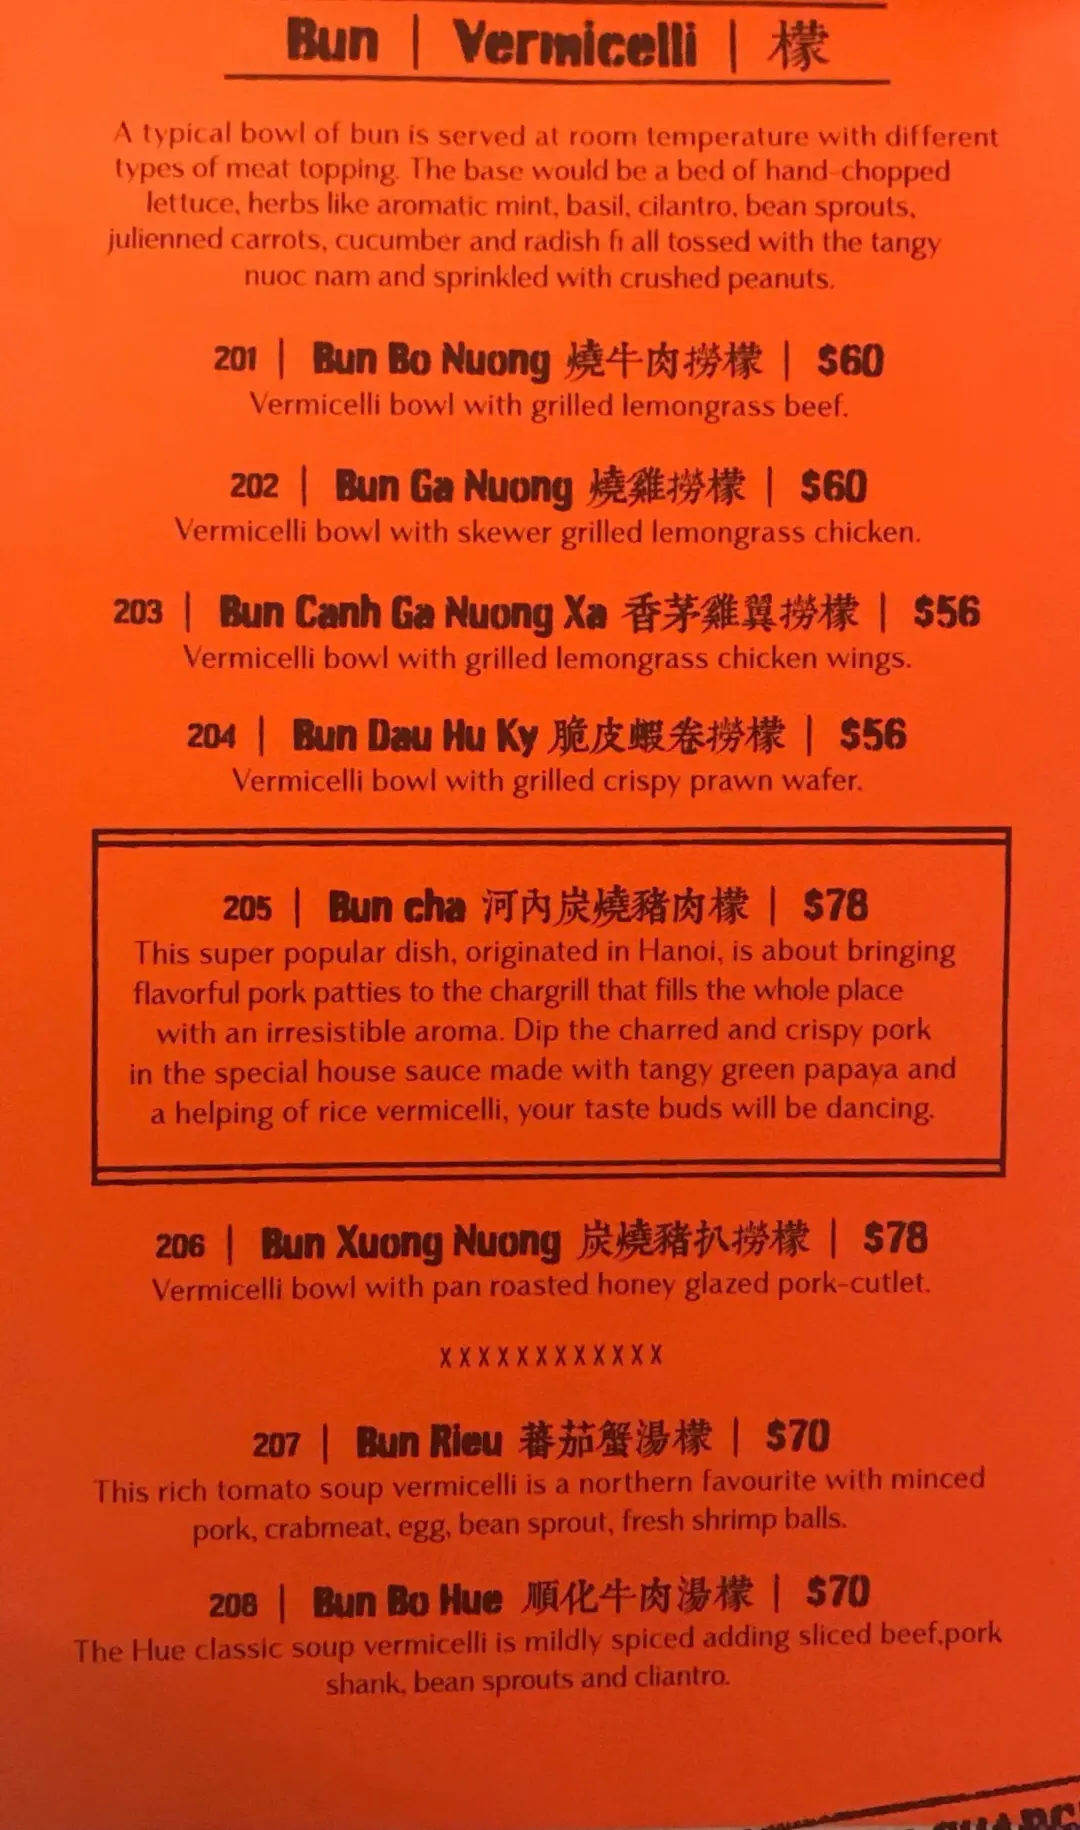 Bun | Vermicelli | 檬
A typical bowl of bun is served at room temperature with different
types of meat topping. The base would be a bed of hand-chopped
lettuce, herbs like aromatic mint, basil, cilantro, bean sprouts,
julienned carrots, cucumber and radish fi all tossed with the tangy
nuoc nam and sprinkled with crushed peanuts.
201 | Bun Bo Nuong 燒牛肉撈檬 | $60
Vermicelli bowl with grilled lemongrass beef.
202 | Bun Ga Nuong 燒雞撈檬 | $60
Vermicelli bowl with skewer grilled lemongrass chicken.
203 | Bun Canh Ga Nuong Xa 香茅雞翼撈檬 | $56
Vermicelli bowl with grilled lemongrass chicken wings.
204 | Bun Dau Hu Ky 脆皮蝦卷撈檬 | $56
Vermicelli bowl with grilled crispy prawn wafer.
205 | Bun cha 河內炭燒豬肉檬 | $78
This super popular dish, originated in Hanoi, is about bringing
flavorful pork patties to the chargrill that fills the whole place
with an irresistible aroma. Dip the charred and crispy pork
in the special house sauce made with tangy green papaya and
a helping of rice vermicelli, your taste buds will be dancing.
206 | Bun Xuong Nuong 炭燒豬扒撈檬 | $78
Vermicelli bowl with pan roasted honey glazed pork-cutlet.
XXXXXXXXXXXX
207 | Bun Rieu 蕃茄蟹湯檬 | $70
This rich tomato soup vermicelli is a northern favourite with minced
pork, crabmeat, egg, bean sprout, fresh shrimp balls.
208 | Bun Bo Hue 順化牛肉湯檬 | $70
The Hue classic soup vermicelli is mildly spiced adding sliced beef,pork
shank, bean sprouts and cliantro.